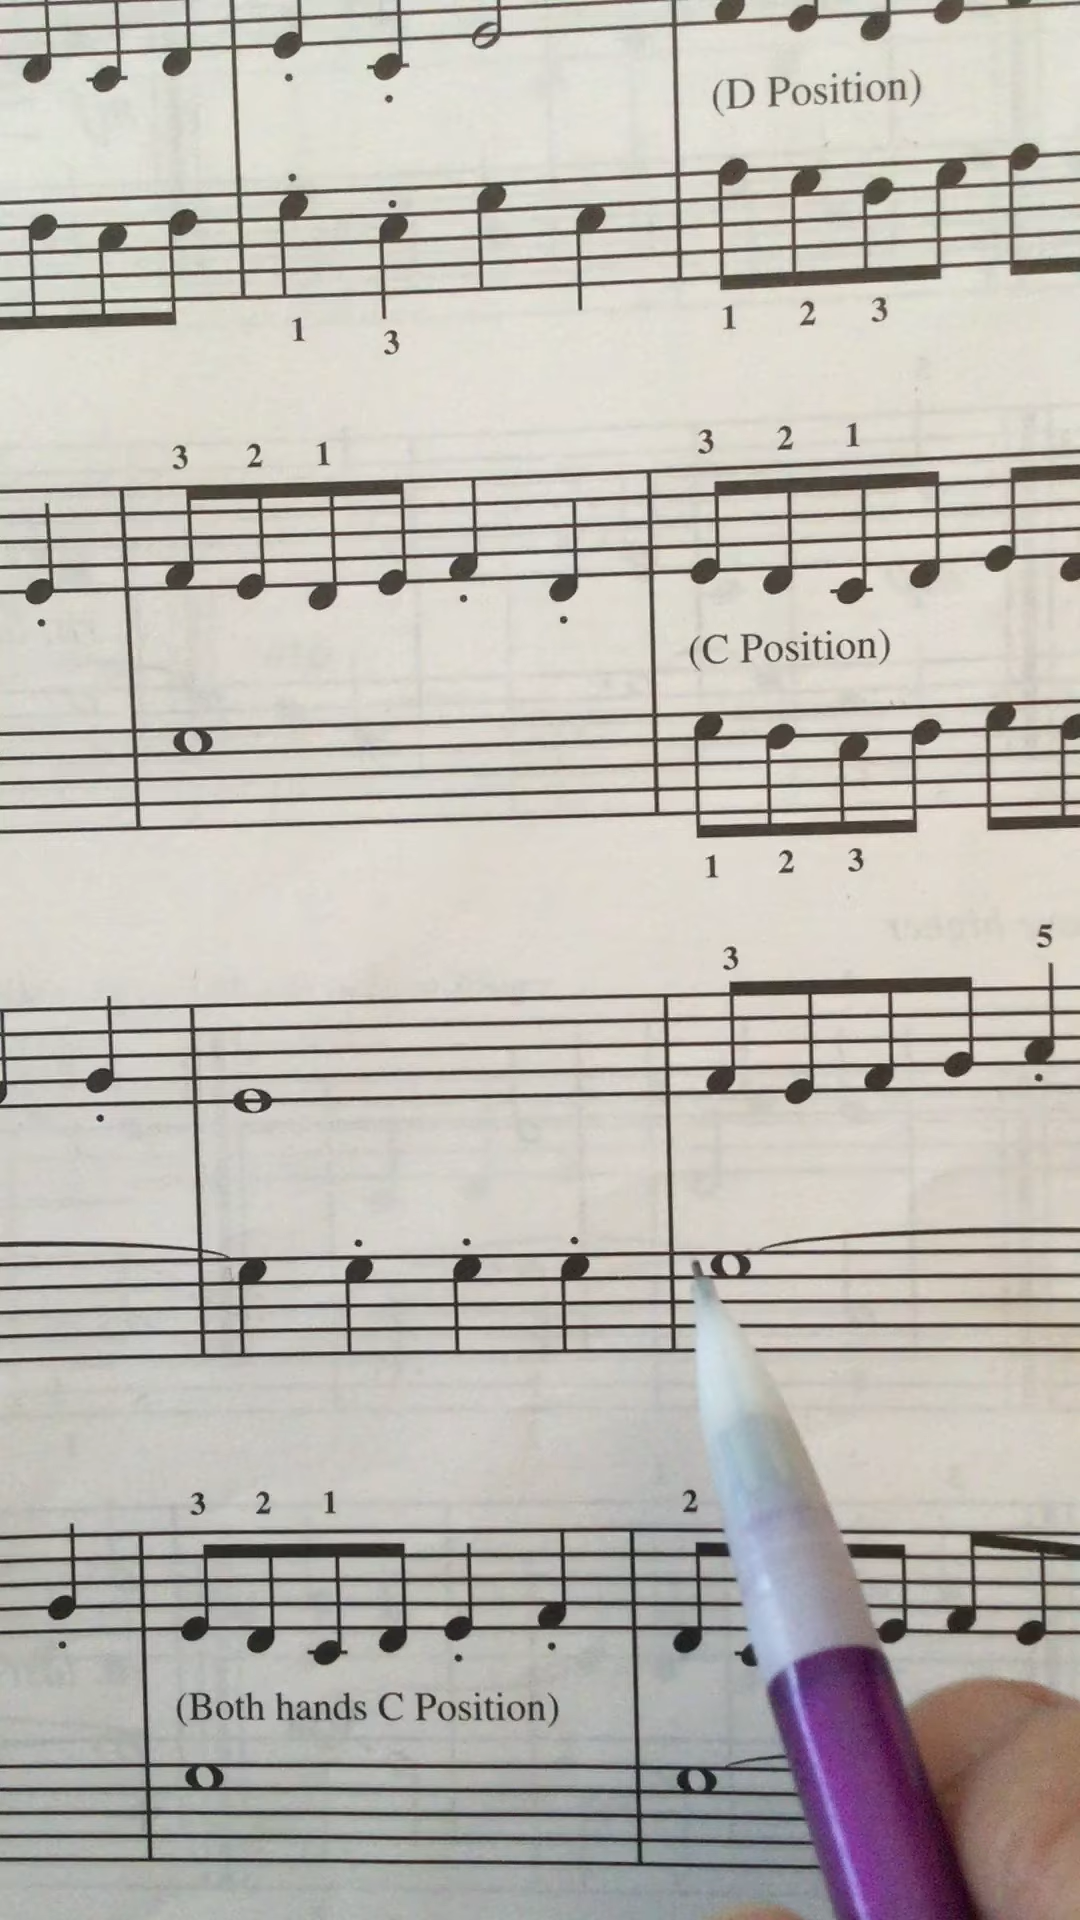 (D Position)
1 2 3
1 3
3 2 1
3 2 1
(C Position)
1 2 3
3
5
3 2 1
2
(Both hands C Position)